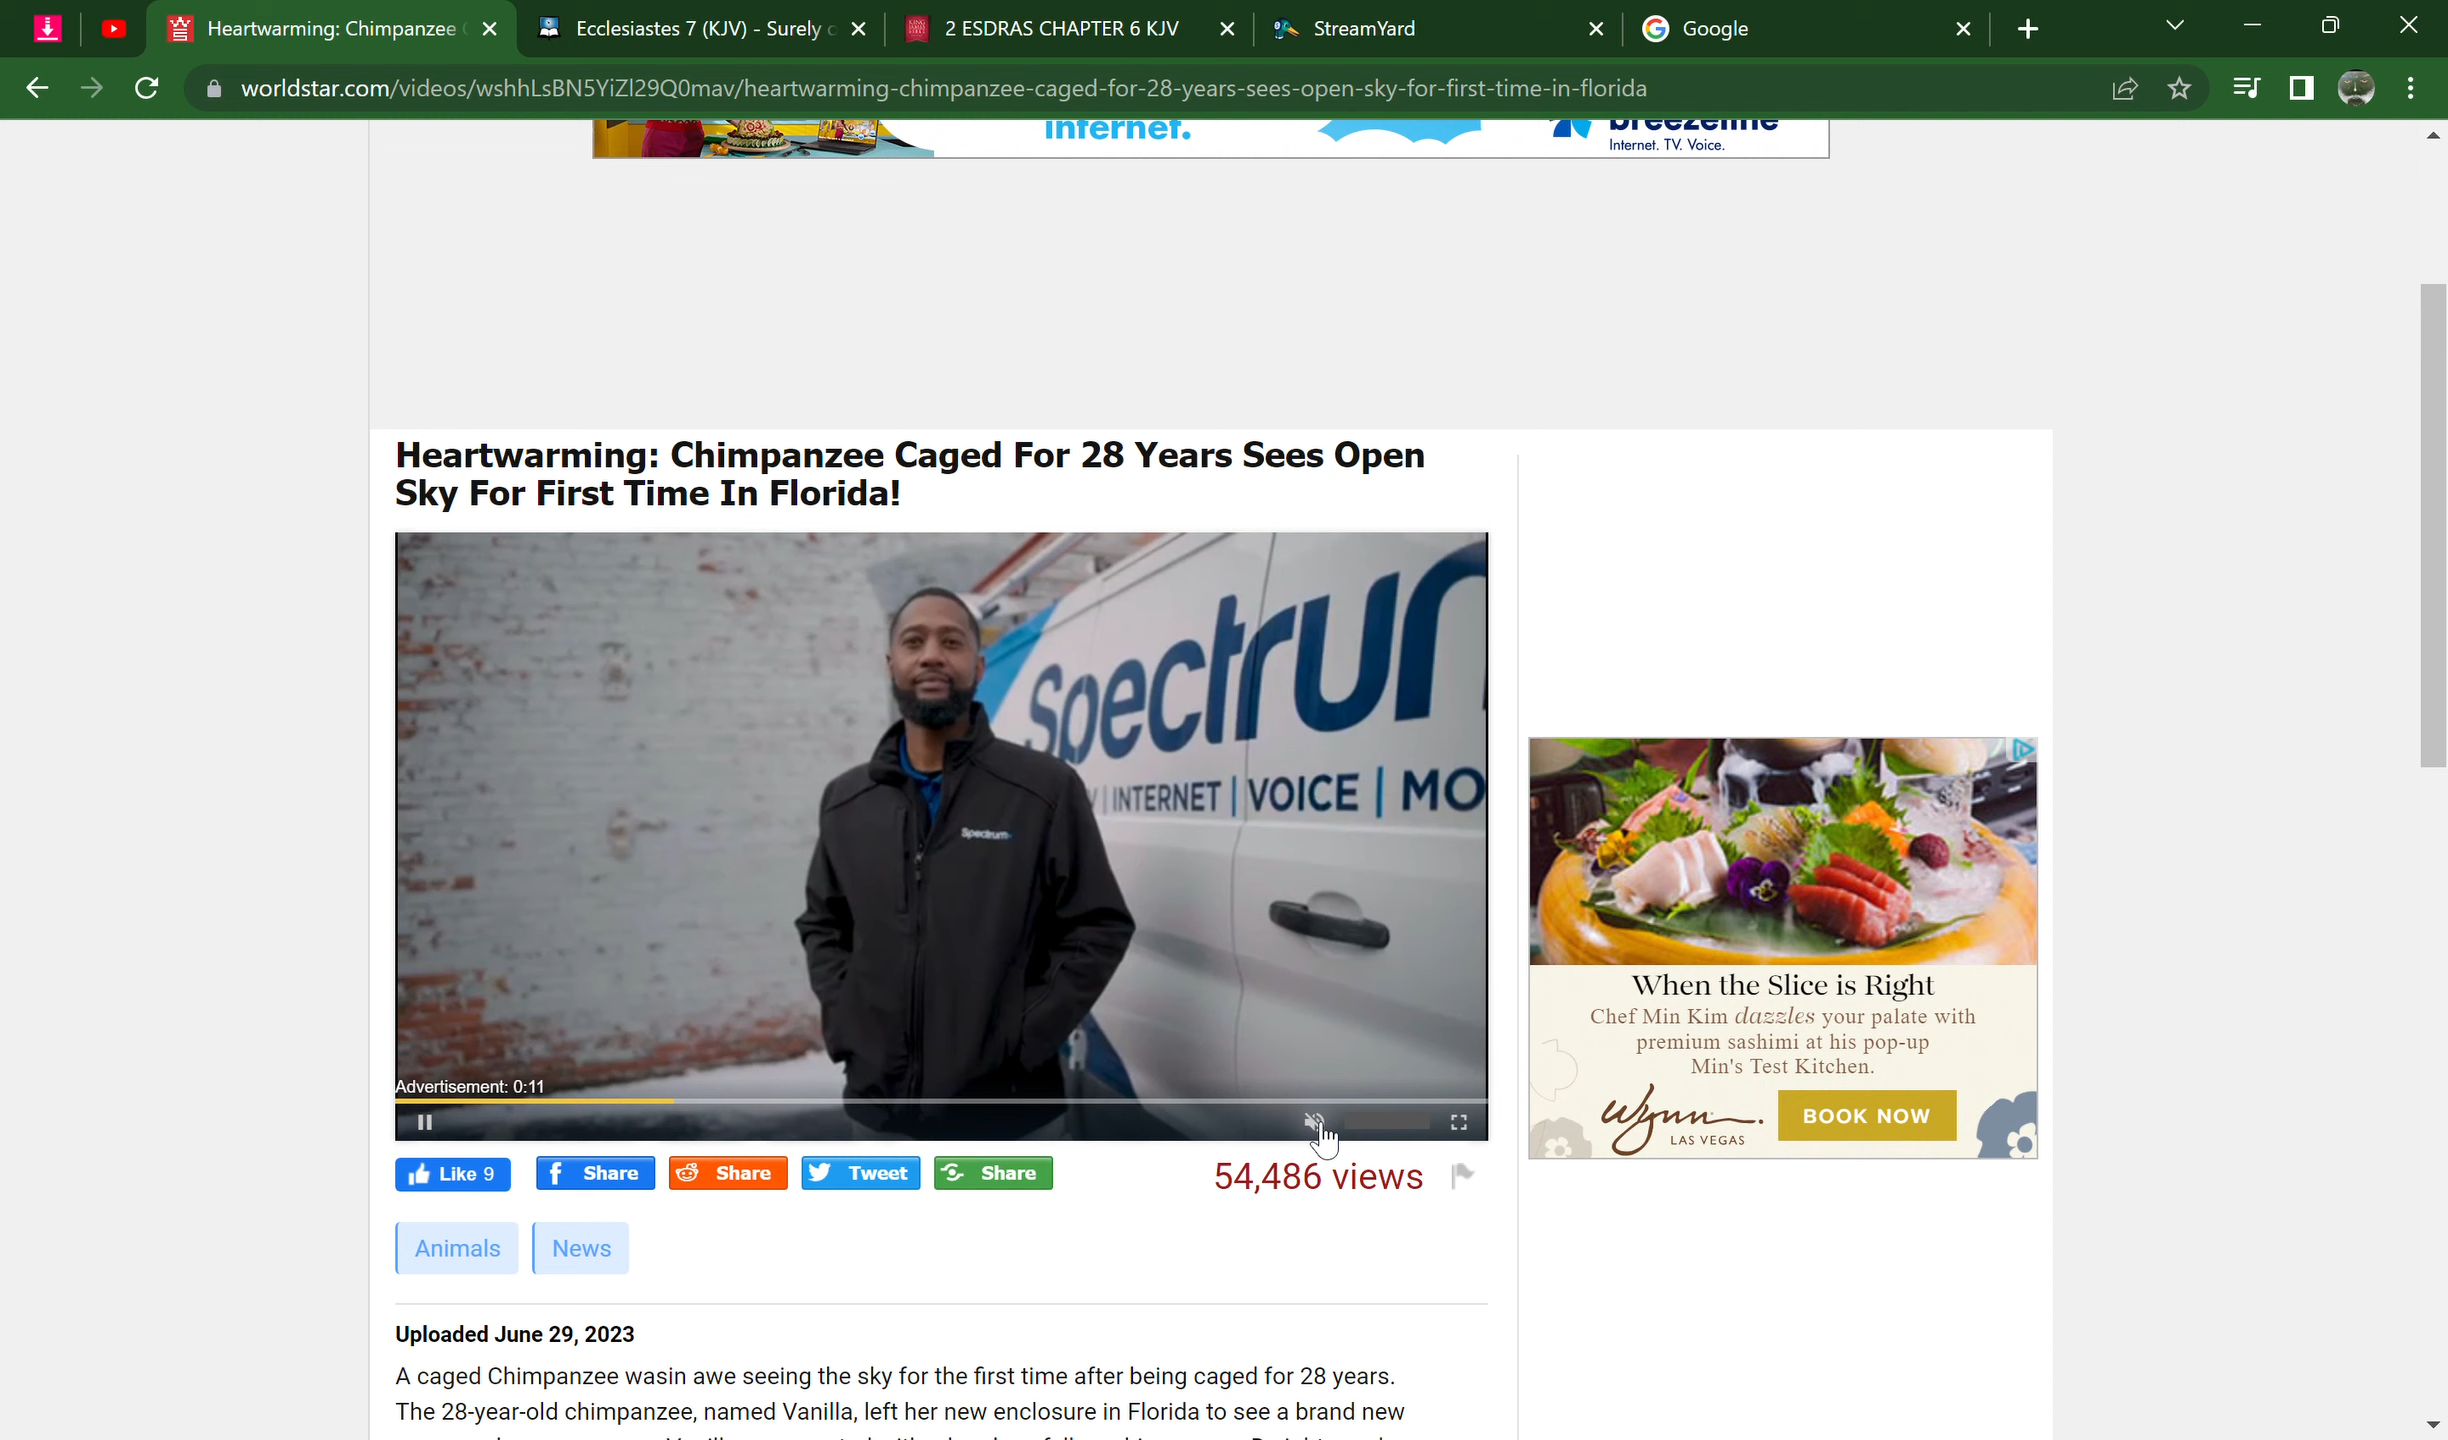 Heartwarming: Chimpanzee
Ecclesiastes 7 (KJV) - Surely
2 ESDRAS CHAPTER 6 KJV
StreamYard
Google
worldstar.com/videos/wshhLsBN5YiZl29Q0mav/heartwarming-chimpanzee-caged-for-28-years-sees-open-sky-for-first-time-in-florida
internet.
breezeline
Internet. TV. Voice.
Heartwarming: Chimpanzee Caged For 28 Years Sees Open
Sky For First Time In Florida!
Spectru
INTERNET | VOICE | MO
Spectrum
Advertisement: 0:11
When the Slice is Right
Chef Min Kim dazzles your palate with
premium sashimi at his pop-up
Min's Test Kitchen.
Wynn
LAS VEGAS
BOOK NOW
Like 9
Share
Share
Tweet
Share
54,486 views
Animals
News
Uploaded June 29, 2023
A caged Chimpanzee wasin awe seeing the sky for the first time after being caged for 28 years.
The 28-year-old chimpanzee, named Vanilla, left her new enclosure in Florida to see a brand new